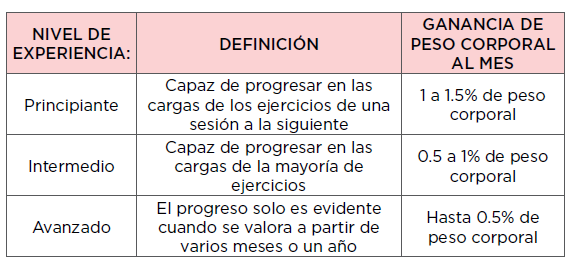 NIVEL DE
EXPERIENCIA:
DEFINICIÓN
GANANCIA DE
PESO CORPORAL
AL MES
Principiante
Capaz de progresar en las
cargas de los ejercicios de una
sesión a la siguiente
1 a 1.5% de peso
corporal
Intermedio
Capaz de progresar en las
cargas de la mayoría de
ejercicios
0.5 a 1% de peso
corporal
Avanzado
El progreso solo es evidente
cuando se valora a partir de
varios meses o un año
Hasta 0.5% de
peso corporal